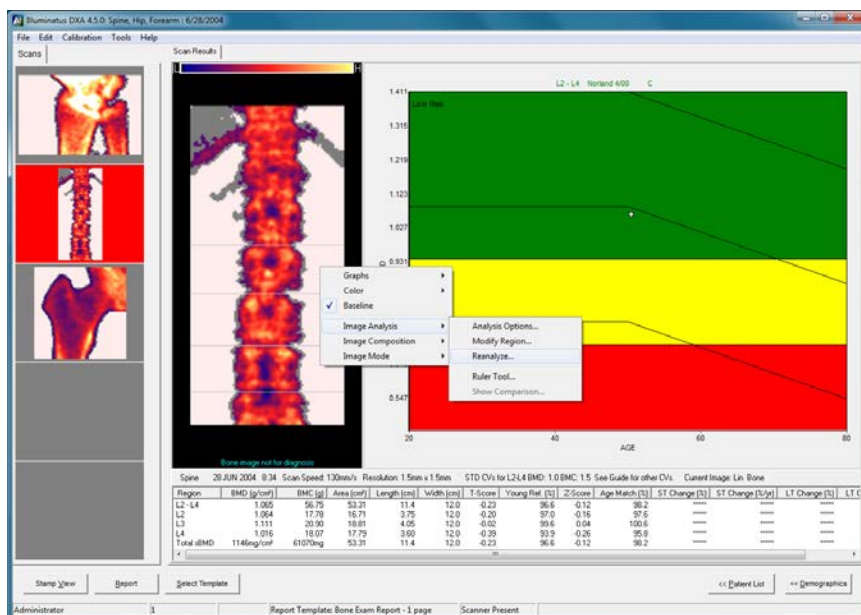 Illuminatus DXA 4.5.0: Spine, Hip, Forearm : 6/28/2004
File Edit Calibration Tools Help
Scans
Scan Results
L H
L2 - L4 Norland 4/00 C
1.411
Low Risk
1.315
1.219
1.123
1.027
0.931
D
0.547
20 40 60 80
AGE
Graphs
Color
Baseline
Image Analysis
Image Composition
Image Mode
Analysis Options...
Modify Region...
Reanalyze...
Ruler Tool...
Show Comparison...
Bone image not for diagnosis
Spine 28 JUN 2004 8:34 Scan Speed: 130mm/s Resolution: 1.5mm x 1.5mm STD CVs for L2-L4 BMD: 1.0 BMC: 1.5 See Guide for other CVs. Current Image: Lin Bone
Region BMD (g/cm²) BMC (g) Area (cm²) Length (cm) Width (cm) T-Score Young Ref. (%) Z-Score Age Match (%) ST Change (%) ST Change (%/yr) LT Change (%) LT C
L2 - L4 1.065 56.75 53.31 11.4 12.0 -0.23 96.6 -0.12 98.2 ***** ***** *****
L2 1.064 17.78 16.71 3.75 12.0 -0.20 97.0 -0.16 97.6 ***** ***** *****
L3 1.111 20.90 18.81 4.05 12.0 -0.02 99.6 0.04 100.6 ***** ***** *****
L4 1.016 18.07 17.79 3.60 12.0 -0.39 93.9 -0.26 95.8 ***** ***** *****
Total sBMD 1146mg/cm² 61070mg 53.31 11.4 12.0 -0.23 96.6 -0.12 98.2 ***** ***** *****
Stamp View Report Select Template << Patient List << Demographics
Administrator 1 Report Template: Bone Exam Report - 1 page Scanner Present